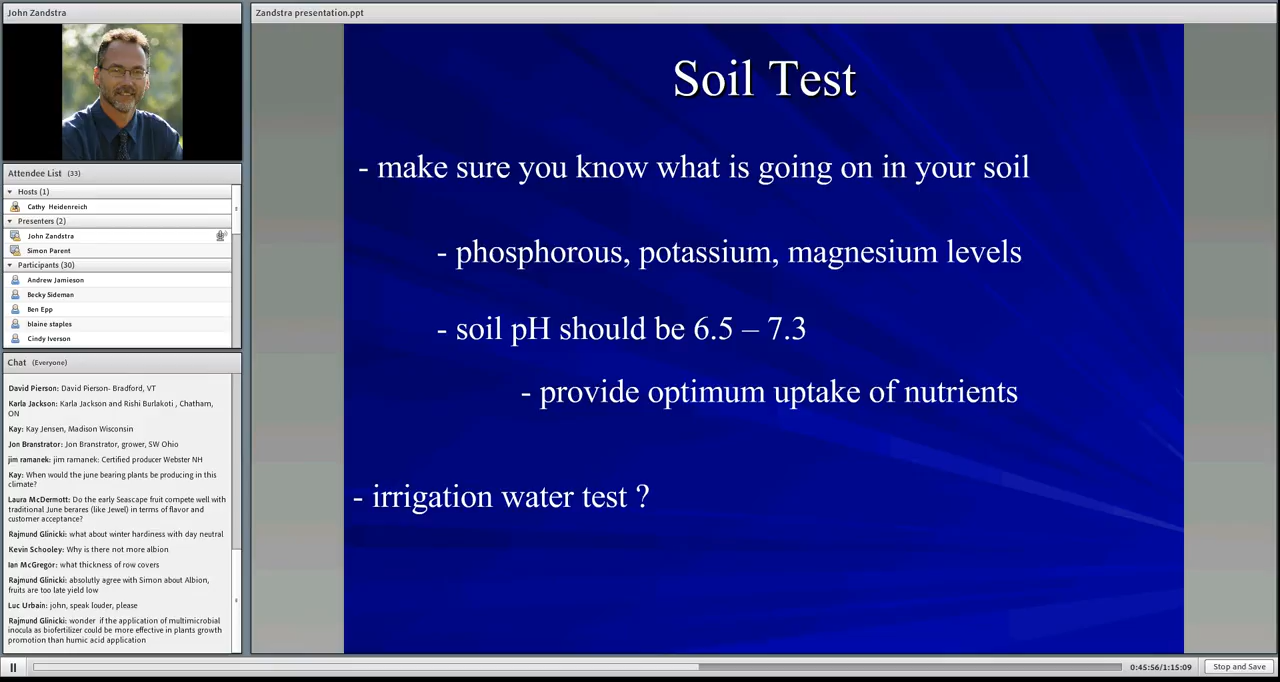 John Zandstra
Zandstra presentation.ppt
Attendee List (33)
Hosts (1)
Cathy Heidenreich
Presenters (2)
John Zandstra
Simon Parent
Participants (30)
Andrew Jamieson
Becky Sideman
Ben Epp
blaine staples
Cindy Iverson
Chat (Everyone)
David Pierson: David Pierson- Bradford, VT
Karla Jackson: Karla Jackson and Rishi Burlakoti , Chatham,
ON
Kay: Kay Jensen, Madison Wisconsin
Jon Branstrator: Jon Branstrator, grower, SW Ohio
jim ramanek: jim ramanek: Certified producer Webster NH
Kay: When would the june bearing plants be producing in this
climate?
Laura McDermott: Do the early Seascape fruit compete well with
traditional June berares (like Jewel) in terms of flavor and
customer acceptance?
Rajmund Glinicki: what about winter hardiness with day neutral
Kevin Schooley: Why is there not more albion
Ian McGregor: what thickness of row covers
Rajmund Glinicki: absolutly agree with Simon about Albion,
fruits are too late yield low
Luc Urbain: john, speak louder, please
Rajmund Glinicki: wonder if the application of multimicrobial
inocula as biofertilizer could be more effective in plants growth
promotion than humic acid application
Soil Test
- make sure you know what is going on in your soil
- phosphorous, potassium, magnesium levels
- soil pH should be 6.5 – 7.3
- provide optimum uptake of nutrients
- irrigation water test ?
0:45:56/1:15:09
Stop and Save